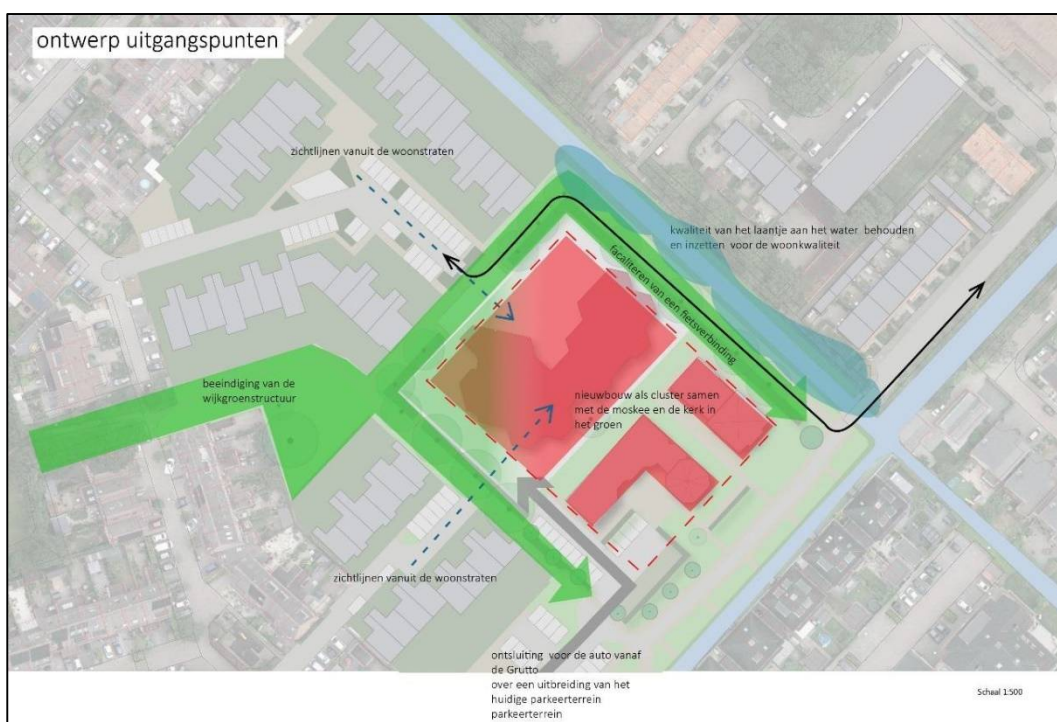 ontwerp uitgangspunten
zichtlijnen vanuit de woonstraten
kwaliteit van het laantje aan het water behouden
en inzetten voor de woonkwaliteit
facaliteren van een fietsverbinding
beeindiging van de
wijkgroenstructuur
nieuwbouw als cluster samen
met de moskee en de kerk in
het groen
zichtlijnen vanuit de woonstraten
ontsluiting voor de auto vanaf
de Grutto
over een uitbreiding van het
huidige parkeerterrein
parkeerterrein
Schaal 1:500